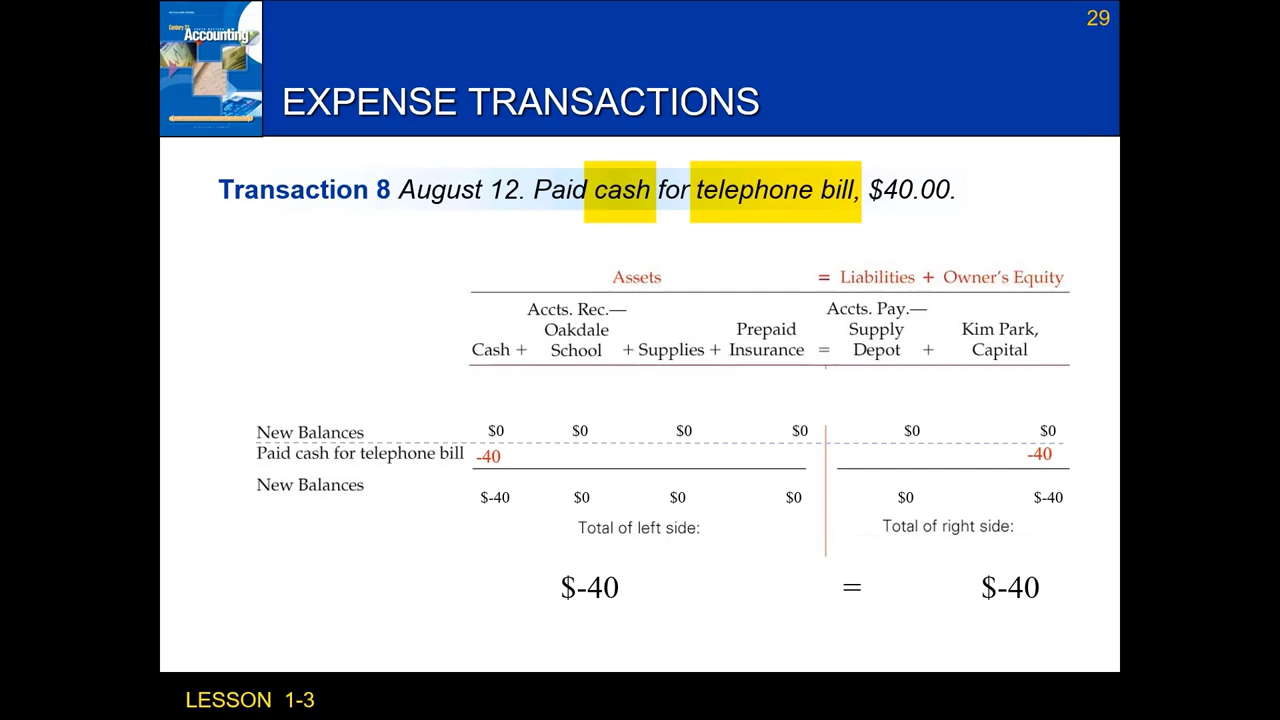 29
Century 21
Accounting
EXPENSE TRANSACTIONS
Transaction 8 August 12. Paid cash for telephone bill, $40.00.
Assets = Liabilities + Owner's Equity
Accts. Rec.— Accts. Pay.—
Oakdale Prepaid Supply Kim Park,
Cash + School + Supplies + Insurance = Depot + Capital
New Balances $0 $0 $0 $0 $0 $0
Paid cash for telephone bill -40 -40
New Balances $-40 $0 $0 $0 $0 $-40
Total of left side: Total of right side:
$-40 = $-40
LESSON 1-3